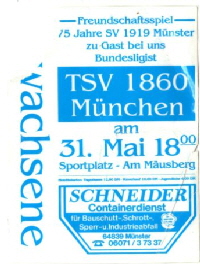 wachsene
Freundschaftsspiel
75 Jahre SV 1919 Münster
zu Gast bei uns
Bundesligist
TSV 1860
München
am
31. Mai 18 00
Sportplatz - Am Mäusberg
SCHNEIDER
Containerdienst
für Bauschutt-, Schrott-,
Sperr- u. Industrieabfall
64839 Münster
☎ 06071 / 3 73 37